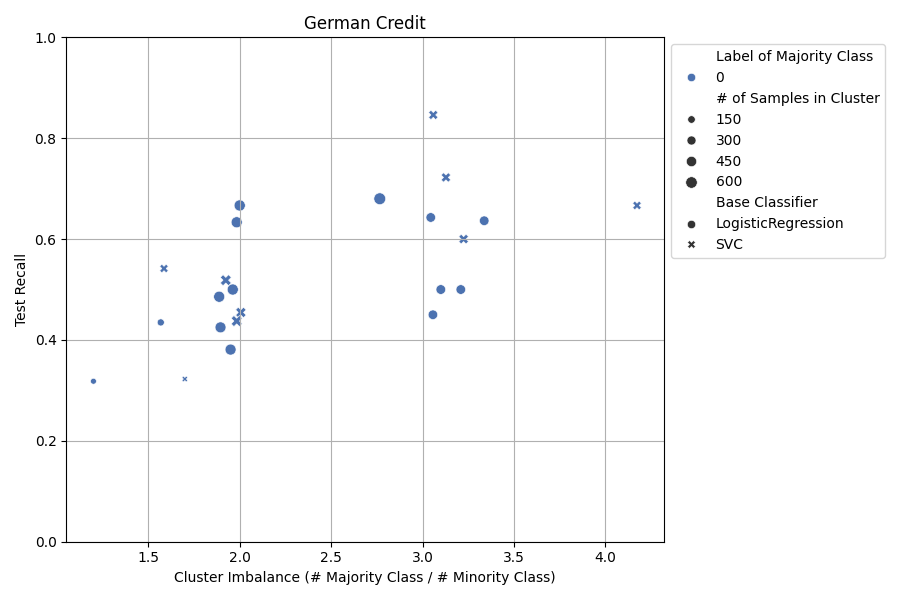 German Credit
1.0
0.8
0.6
0.4
0.2
0.0
Test Recall
1.5
2.0
2.5
3.0
3.5
4.0
Cluster Imbalance (# Majority Class / # Minority Class)
Label of Majority Class
0
# of Samples in Cluster
150
300
450
600
Base Classifier
LogisticRegression
SVC